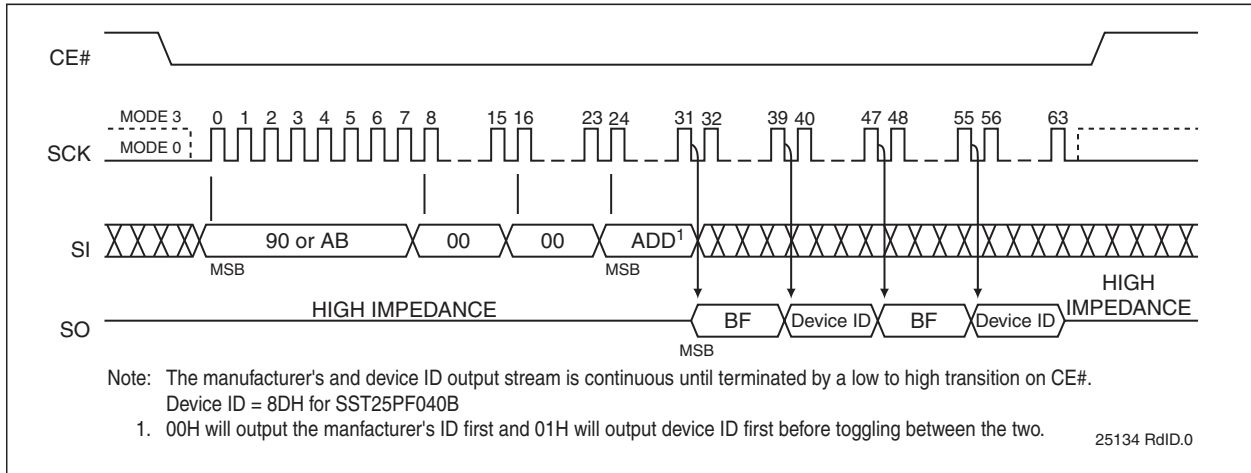 CE#
MODE 3
0 1 2 3 4 5 6 7 8 15 16 23 24 31 32 39 40 47 48 55 56 63
SCK
MODE 0
SI
90 or AB 00 00 ADD1
MSB MSB
HIGH IMPEDANCE
HIGH
IMPEDANCE
SO
BF Device ID BF Device ID
MSB
Note: The manufacturer's and device ID output stream is continuous until terminated by a low to high transition on CE#.
Device ID = 8DH for SST25PF040B
1. 00H will output the manfacturer's ID first and 01H will output device ID first before toggling between the two.
25134 RdID.0